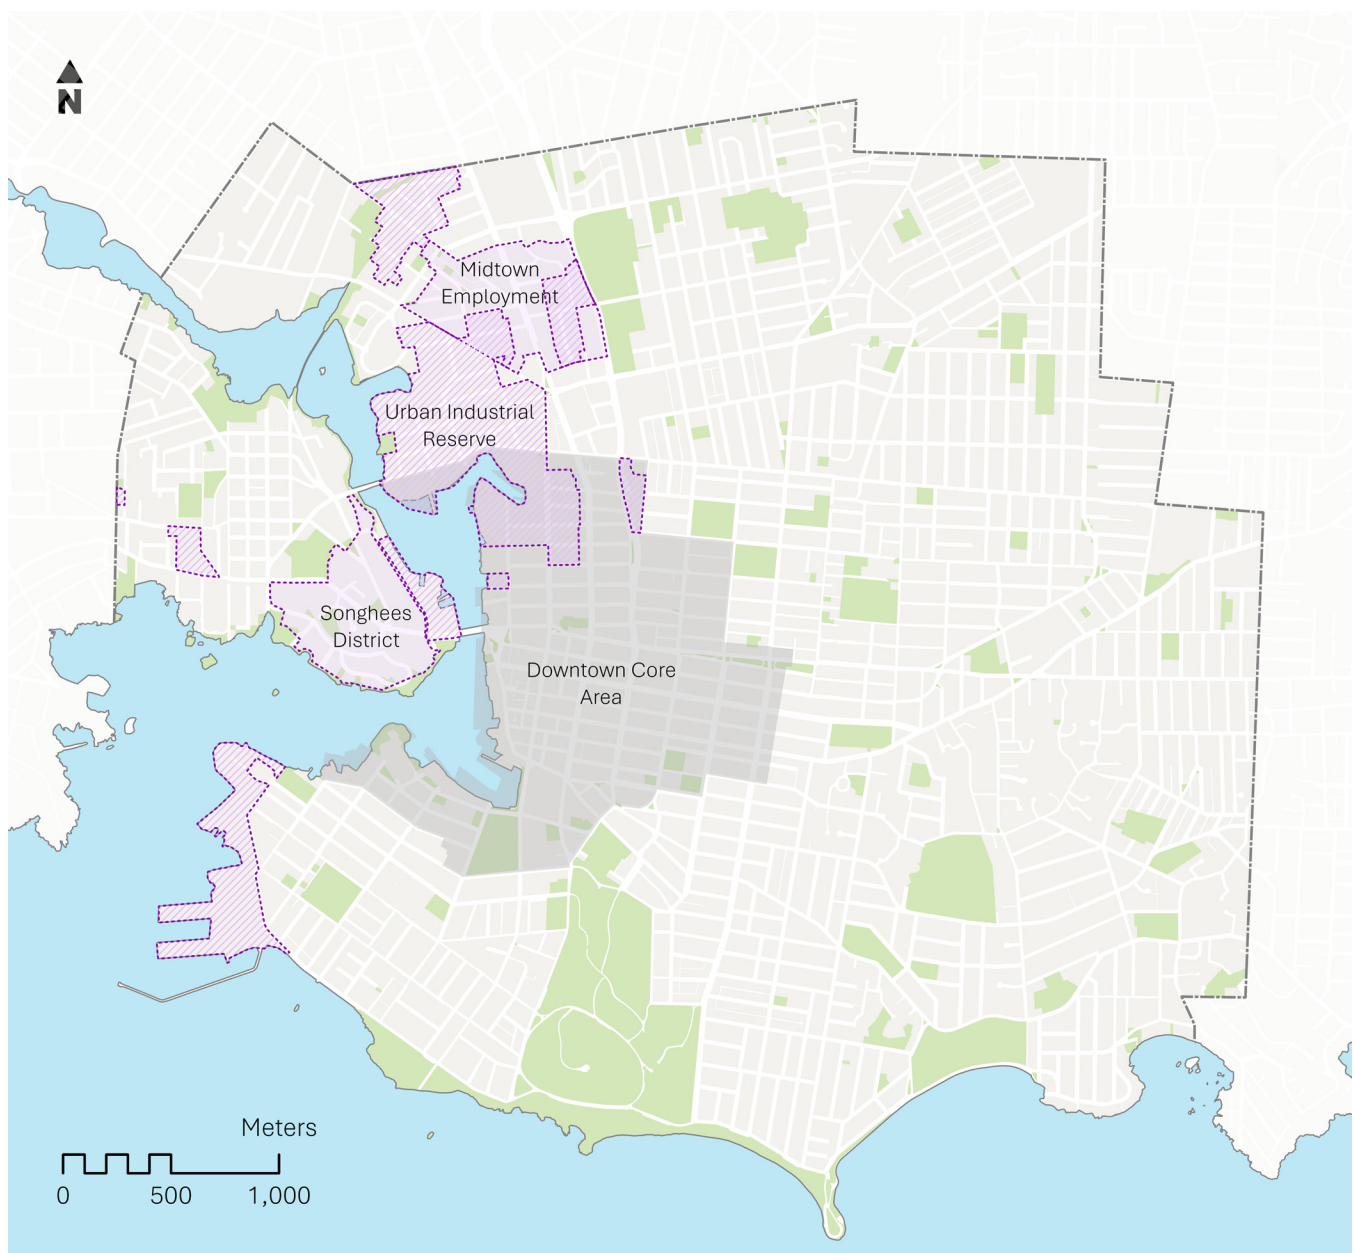 N
Midtown
Employment
Urban Industrial
Reserve
Songhees
District
Downtown Core
Area
Meters
0 500 1,000